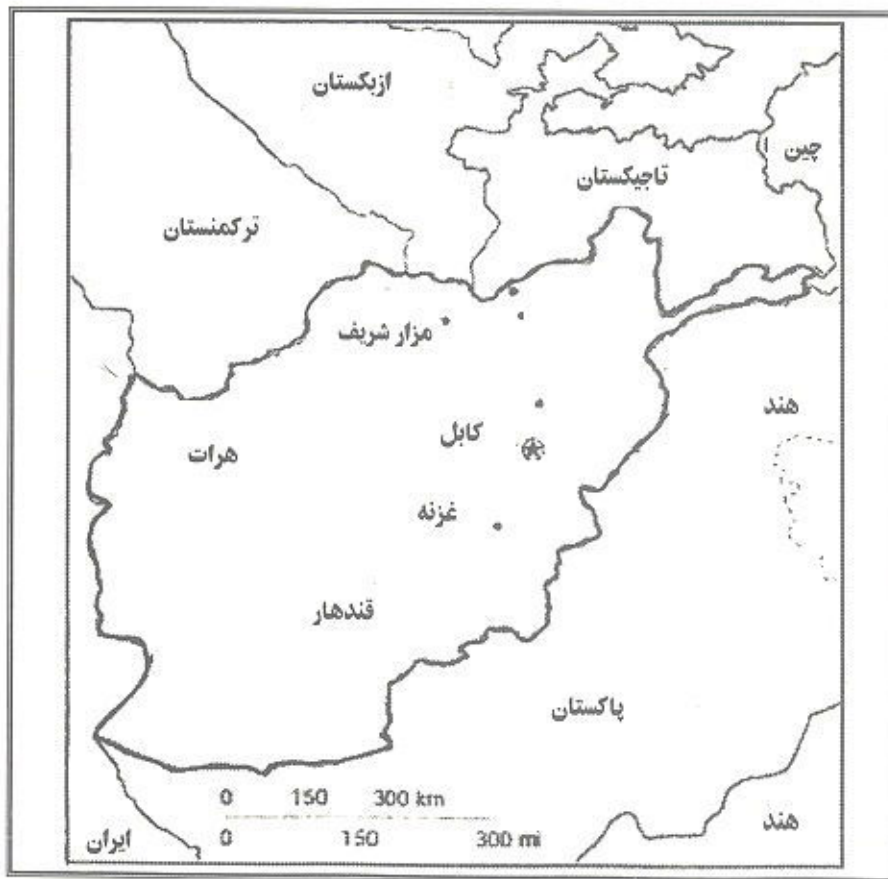 ازبکستان
چین
تاجیکستان
ترکمنستان
مزار شریف
هند
کابل
هرات
غزنه
قندهار
پاکستان
0 150 300 km
0 150 300 mi
هند
ایران